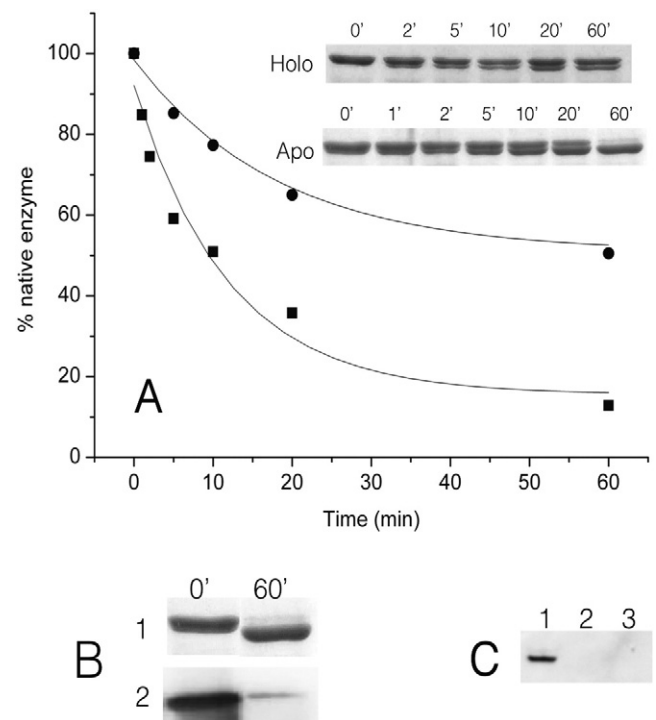 0' 2' 5' 10' 20' 60'
Holo
0' 1' 2' 5' 10' 20' 60'
Apo
100
80
60
40
20
0
% native enzyme
A
0 10 20 30 40 50 60
Time (min)
0' 60'
1
B
2
1 2 3
C